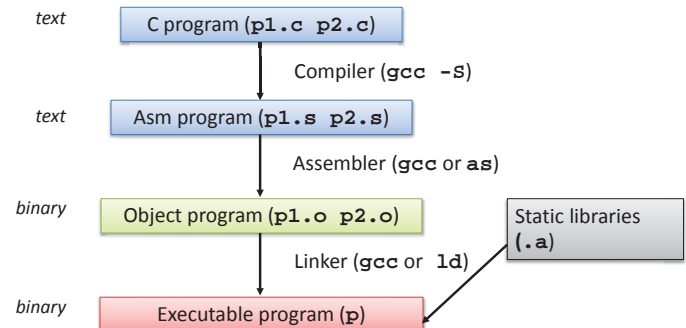 text
C program (p1.c p2.c)
Compiler (gcc -S)
text
Asm program (p1.s p2.s)
Assembler (gcc or as)
binary
Object program (p1.o p2.o)
Static libraries
(.a)
Linker (gcc or ld)
binary
Executable program (p)